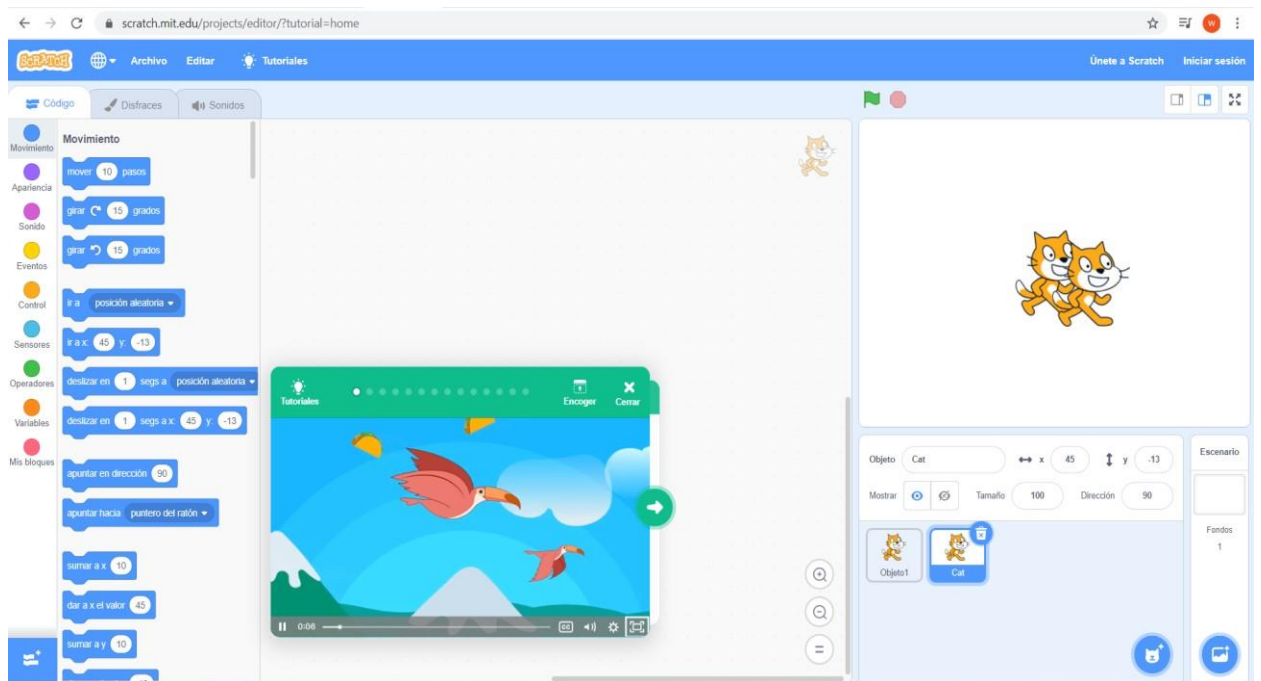 scratch.mit.edu/projects/editor/?tutorial=home
W
SCRATCH Archivo Editar Tutoriales Únete a Scratch Iniciar sesión
Código Disfraces Sonidos
Movimiento
Apariencia
Sonido
Eventos
Control
Sensores
Operadores
Variables
Mis bloques
Movimiento
mover 10 pasos
girar 15 grados
girar 15 grados
ir a posición aleatoria
ir a x: 45 y: -13
deslizar en 1 segs a posición aleatoria
deslizar en 1 segs a x: 45 y: -13
apuntar en dirección 90
apuntar hacia puntero del ratón
sumar a x 10
dar a x el valor 45
sumar a y 10
Tutoriales Encoger Cerrar
0:06 CC
Objeto Cat x 45 y -13
Mostrar Tamaño 100 Dirección 90
Objeto1 Cat
Escenario
Fondos
1